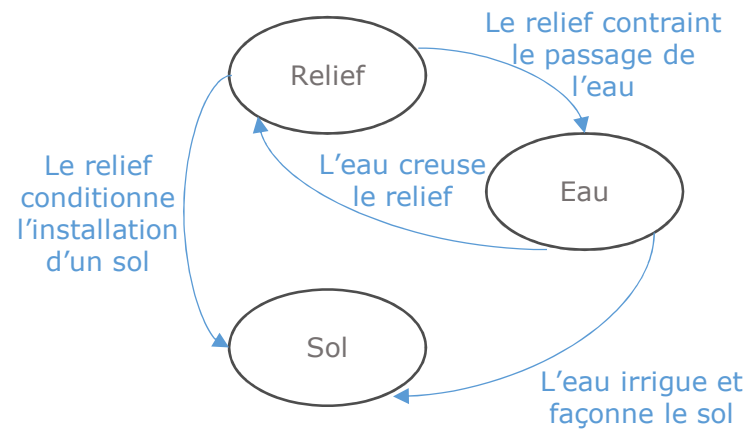 Le relief contraint
le passage de
l’eau
Relief
Le relief
conditionne
l’installation
d’un sol
L’eau creuse
le relief
Eau
Sol
L’eau irrigue et
façonne le sol